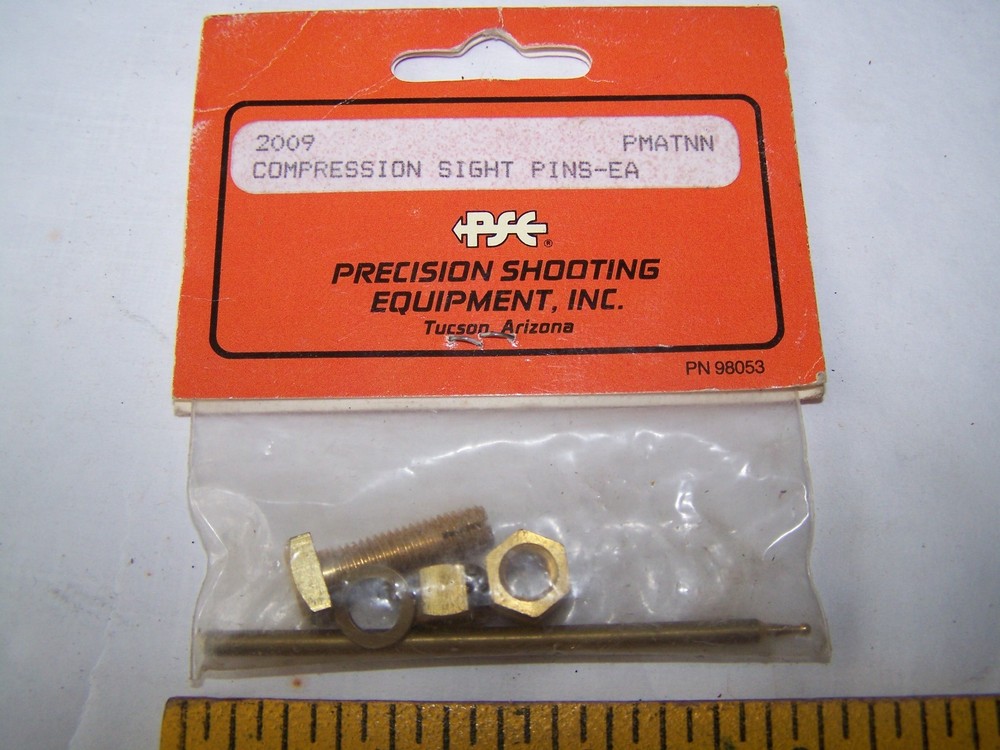 2009 PMATNN
COMPRESSION SIGHT PINS-EA
PSE®
PRECISION SHOOTING
EQUIPMENT, INC.
Tucson, Arizona
PN 98053